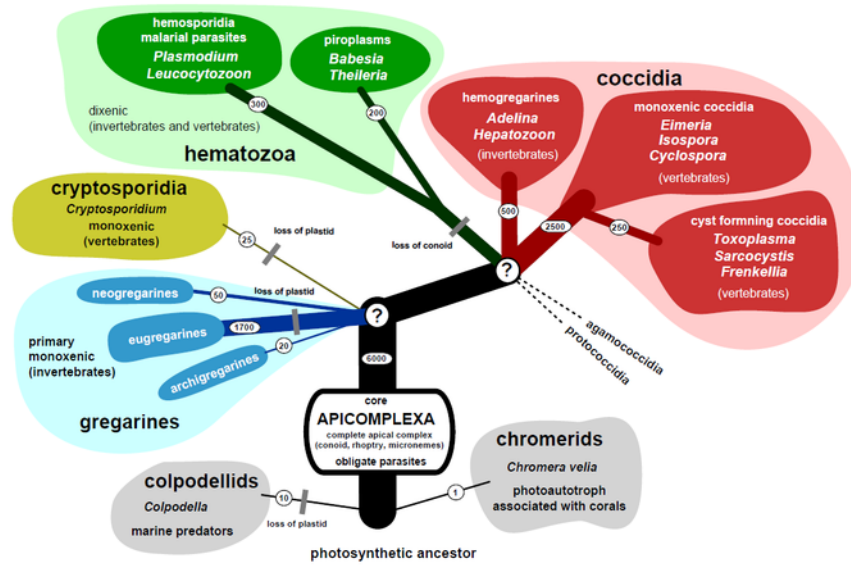 hemosporidia
malarial parasites
Plasmodium
Leucocytozoon
piroplasms
Babesia
Theileria
300
200
dixenic
(invertebrates and vertebrates)
hematozoa
coccidia
hemogregarines
Adelina
Hepatozoon
(invertebrates)
monoxenic coccidia
Eimeria
Isospora
Cyclospora
(vertebrates)
500
2500
250
cyst formning coccidia
Toxoplasma
Sarcocystis
Frenkellia
(vertebrates)
cryptosporidia
Cryptosporidium
monoxenic
(vertebrates)
25
loss of plastid
loss of conoid
?
agamococcidia
protococcidia
neogregarines
50
loss of plastid
?
eugregarines
1700
primary
monoxenic
(invertebrates)
archigregarines
20
gregarines
6000
core
APICOMPLEXA
complete apical complex
(conoid, rhoptry, micronemes)
obligate parasites
colpodellids
Colpodella
marine predators
10
loss of plastid
1
chromerids
Chromera velia
photoautotroph
associated with corals
photosynthetic ancestor